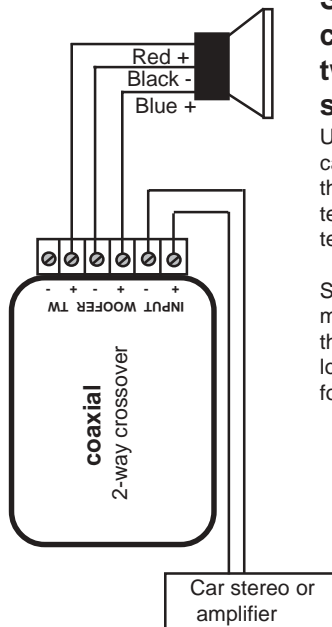 Red +
Black -
Blue +
- + - + - +
INPUT WOOFER TW
coaxial
2-way crossover
Car stereo or
amplifier